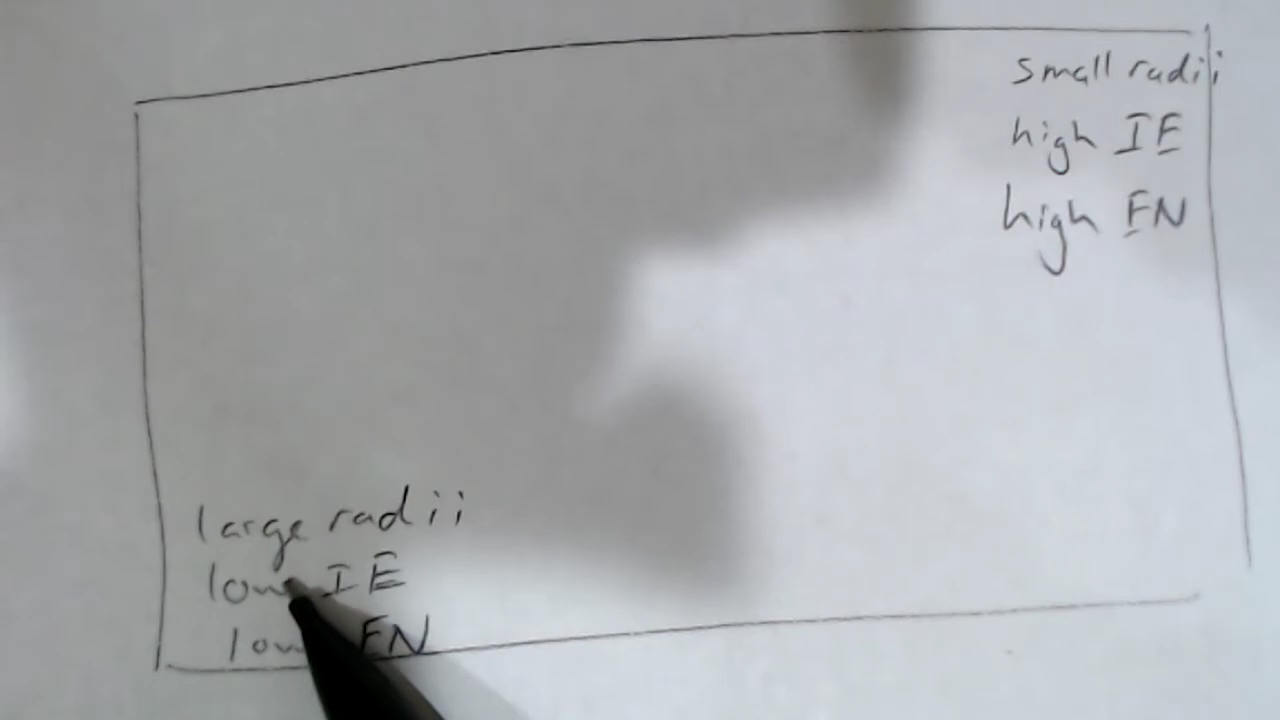 small radii
high IE
high EN
large radii
low IE
low EN